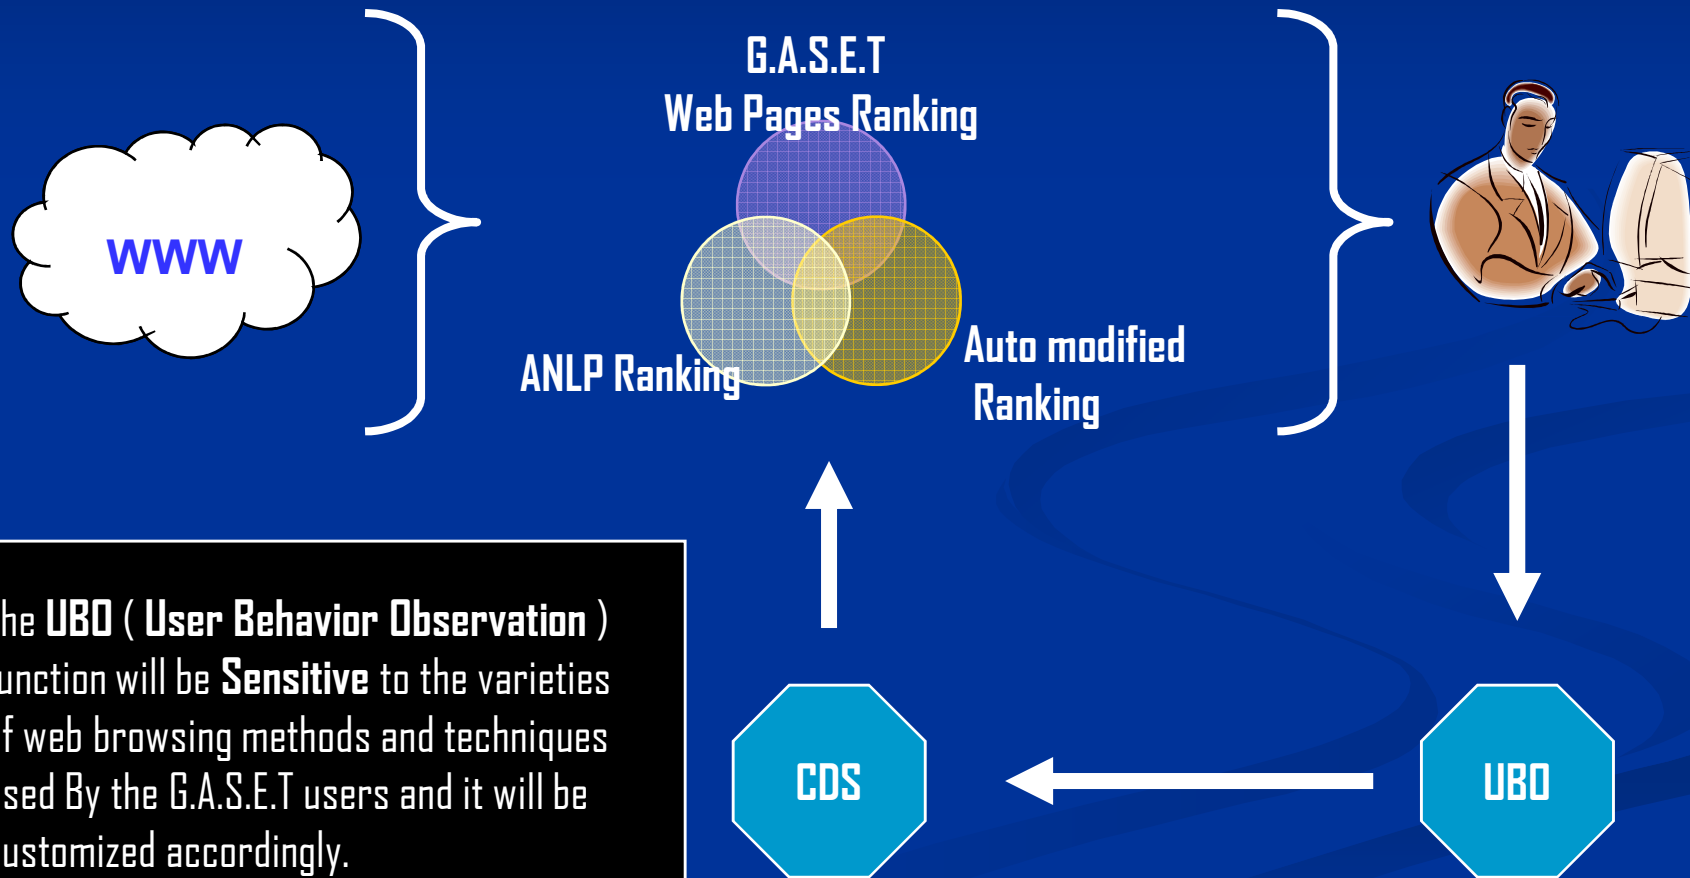 G.A.S.E.T
Web Pages Ranking
WWW
ANLP Ranking
Auto modified
Ranking
he UBO ( User Behavior Observation )
unction will be Sensitive to the varieties
f web browsing methods and techniques
sed By the G.A.S.E.T users and it will be
ustomized accordingly.
CDS
UBO